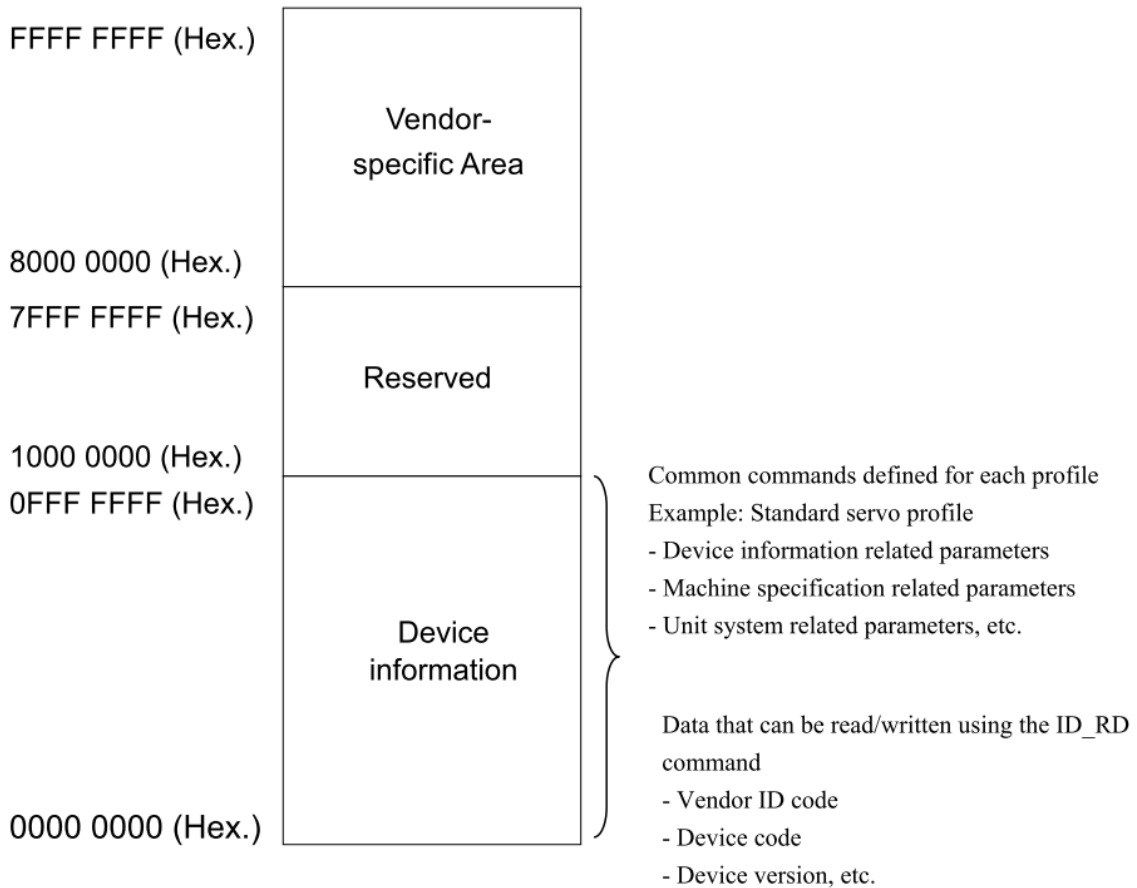 FFFF FFFF (Hex.)
Vendor-
specific Area
8000 0000 (Hex.)
7FFF FFFF (Hex.)
Reserved
1000 0000 (Hex.)
0FFF FFFF (Hex.)
Device
information
0000 0000 (Hex.)
Common commands defined for each profile
Example: Standard servo profile
- Device information related parameters
- Machine specification related parameters
- Unit system related parameters, etc.
Data that can be read/written using the ID_RD
command
- Vendor ID code
- Device code
- Device version, etc.